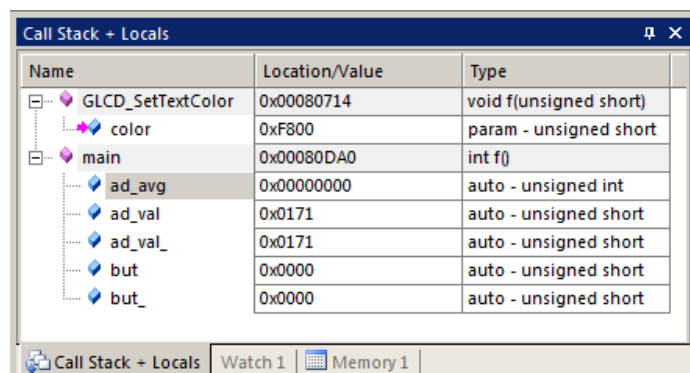 Call Stack + Locals
Name Location/Value Type
GLCD_SetTextColor 0x00080714 void f(unsigned short)
color 0xF800 param - unsigned short
main 0x00080DA0 int f()
ad_avg 0x00000000 auto - unsigned int
ad_val 0x0171 auto - unsigned short
ad_val_ 0x0171 auto - unsigned short
but 0x0000 auto - unsigned short
but_ 0x0000 auto - unsigned short
Call Stack + Locals Watch 1 Memory 1